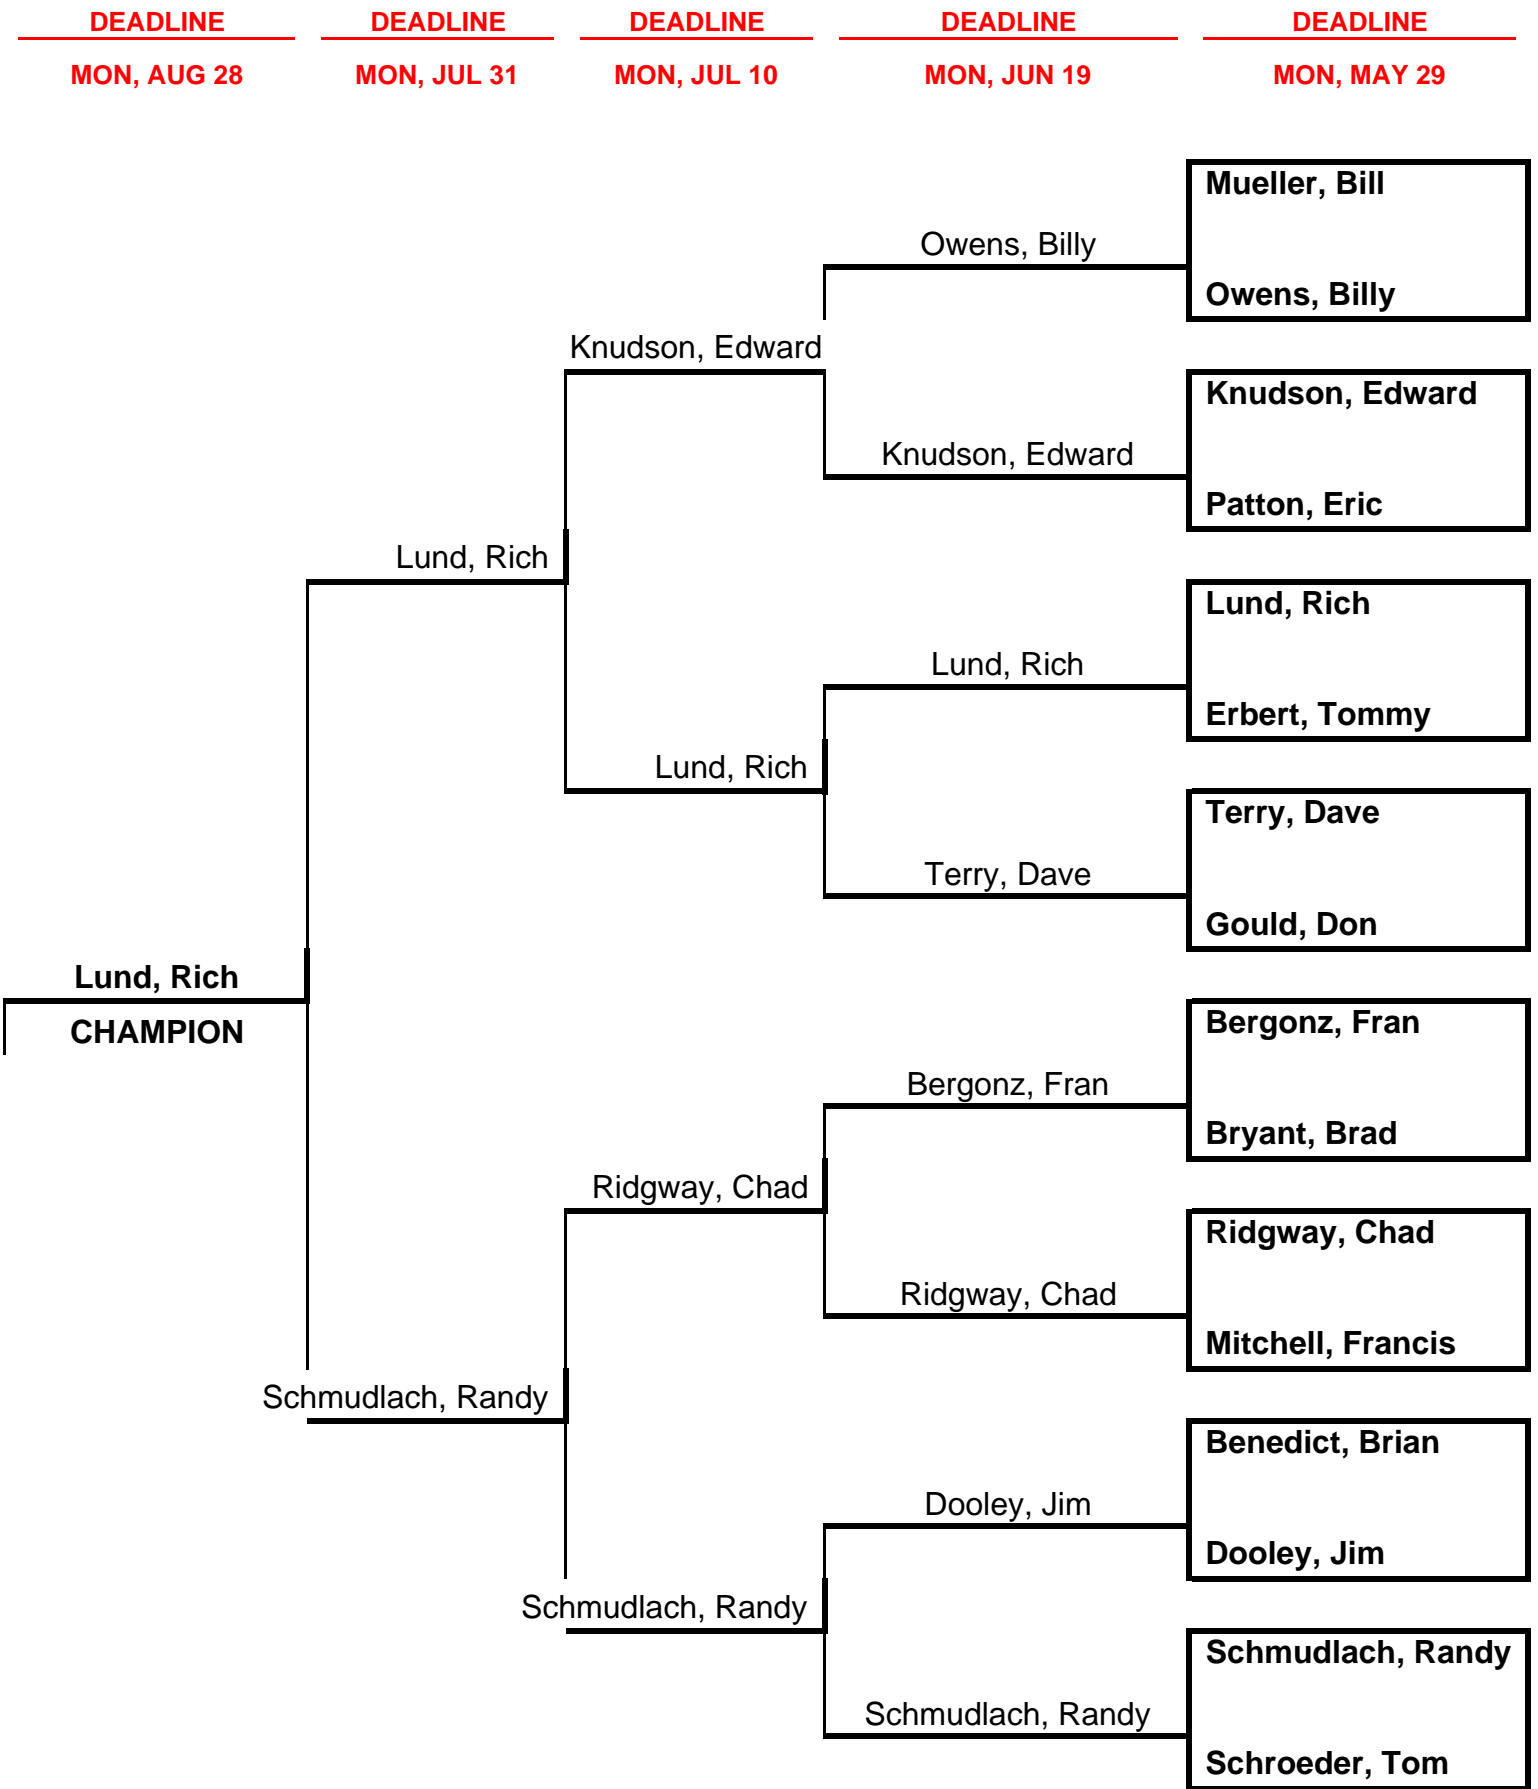 DEADLINE DEADLINE DEADLINE DEADLINE DEADLINE
MON, AUG 28 MON, JUL 31 MON, JUL 10 MON, JUN 19 MON, MAY 29
Mueller, Bill
Owens, Billy
Owens, Billy
Knudson, Edward
Knudson, Edward
Knudson, Edward
Patton, Eric
Lund, Rich
Lund, Rich
Lund, Rich
Erbert, Tommy
Lund, Rich
Terry, Dave
Terry, Dave
Gould, Don
Lund, Rich
CHAMPION
Bergonz, Fran
Bergonz, Fran
Bryant, Brad
Ridgway, Chad
Ridgway, Chad
Ridgway, Chad
Mitchell, Francis
Schmudlach, Randy
Benedict, Brian
Dooley, Jim
Dooley, Jim
Schmudlach, Randy
Schmudlach, Randy
Schmudlach, Randy
Schroeder, Tom